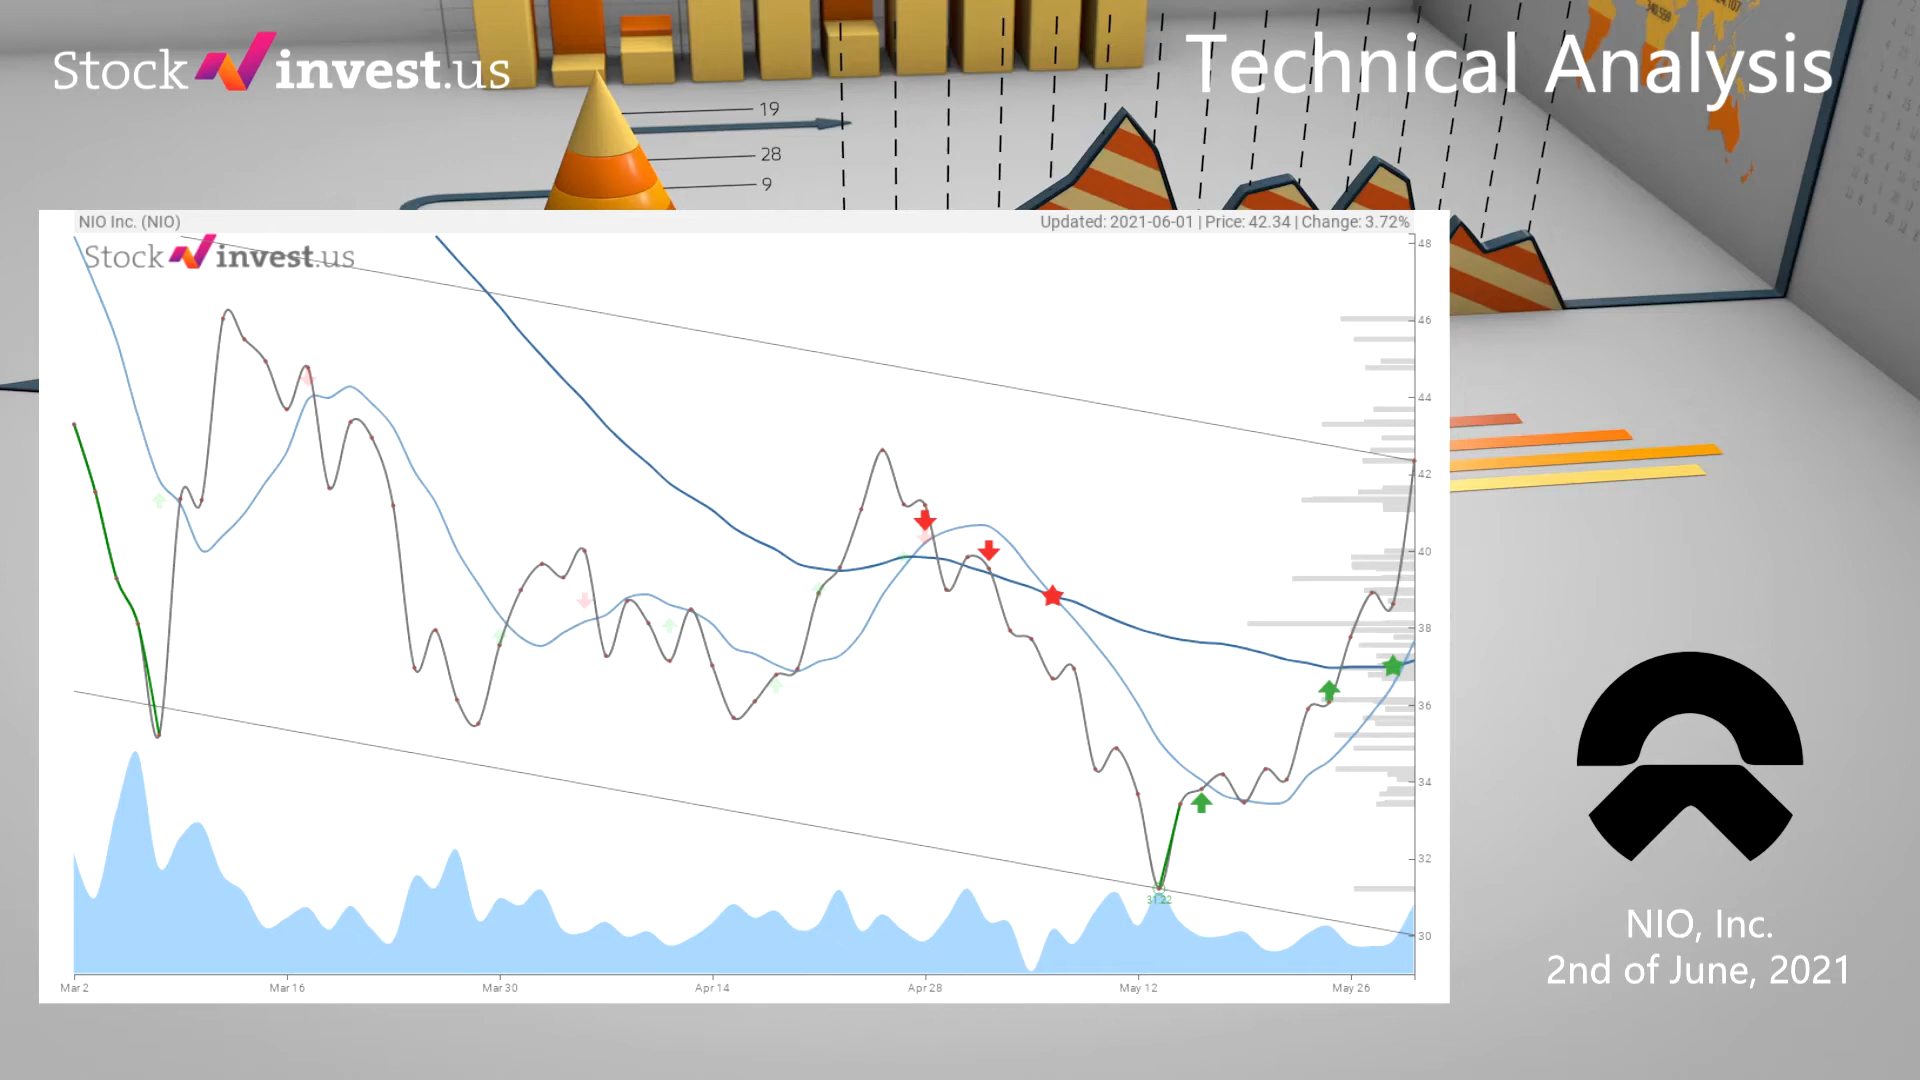 Stock invest.us
Technical Analysis
19
28
9
NIO Inc. (NIO)
Updated: 2021-06-01 | Price: 42.34 | Change: 3.72%
Stock invest.us
48
46
44
42
40
38
36
34
32
30
31.22
Mar 2
Mar 16
Mar 30
Apr 14
Apr 28
May 12
May 26
NIO, Inc.
2nd of June, 2021